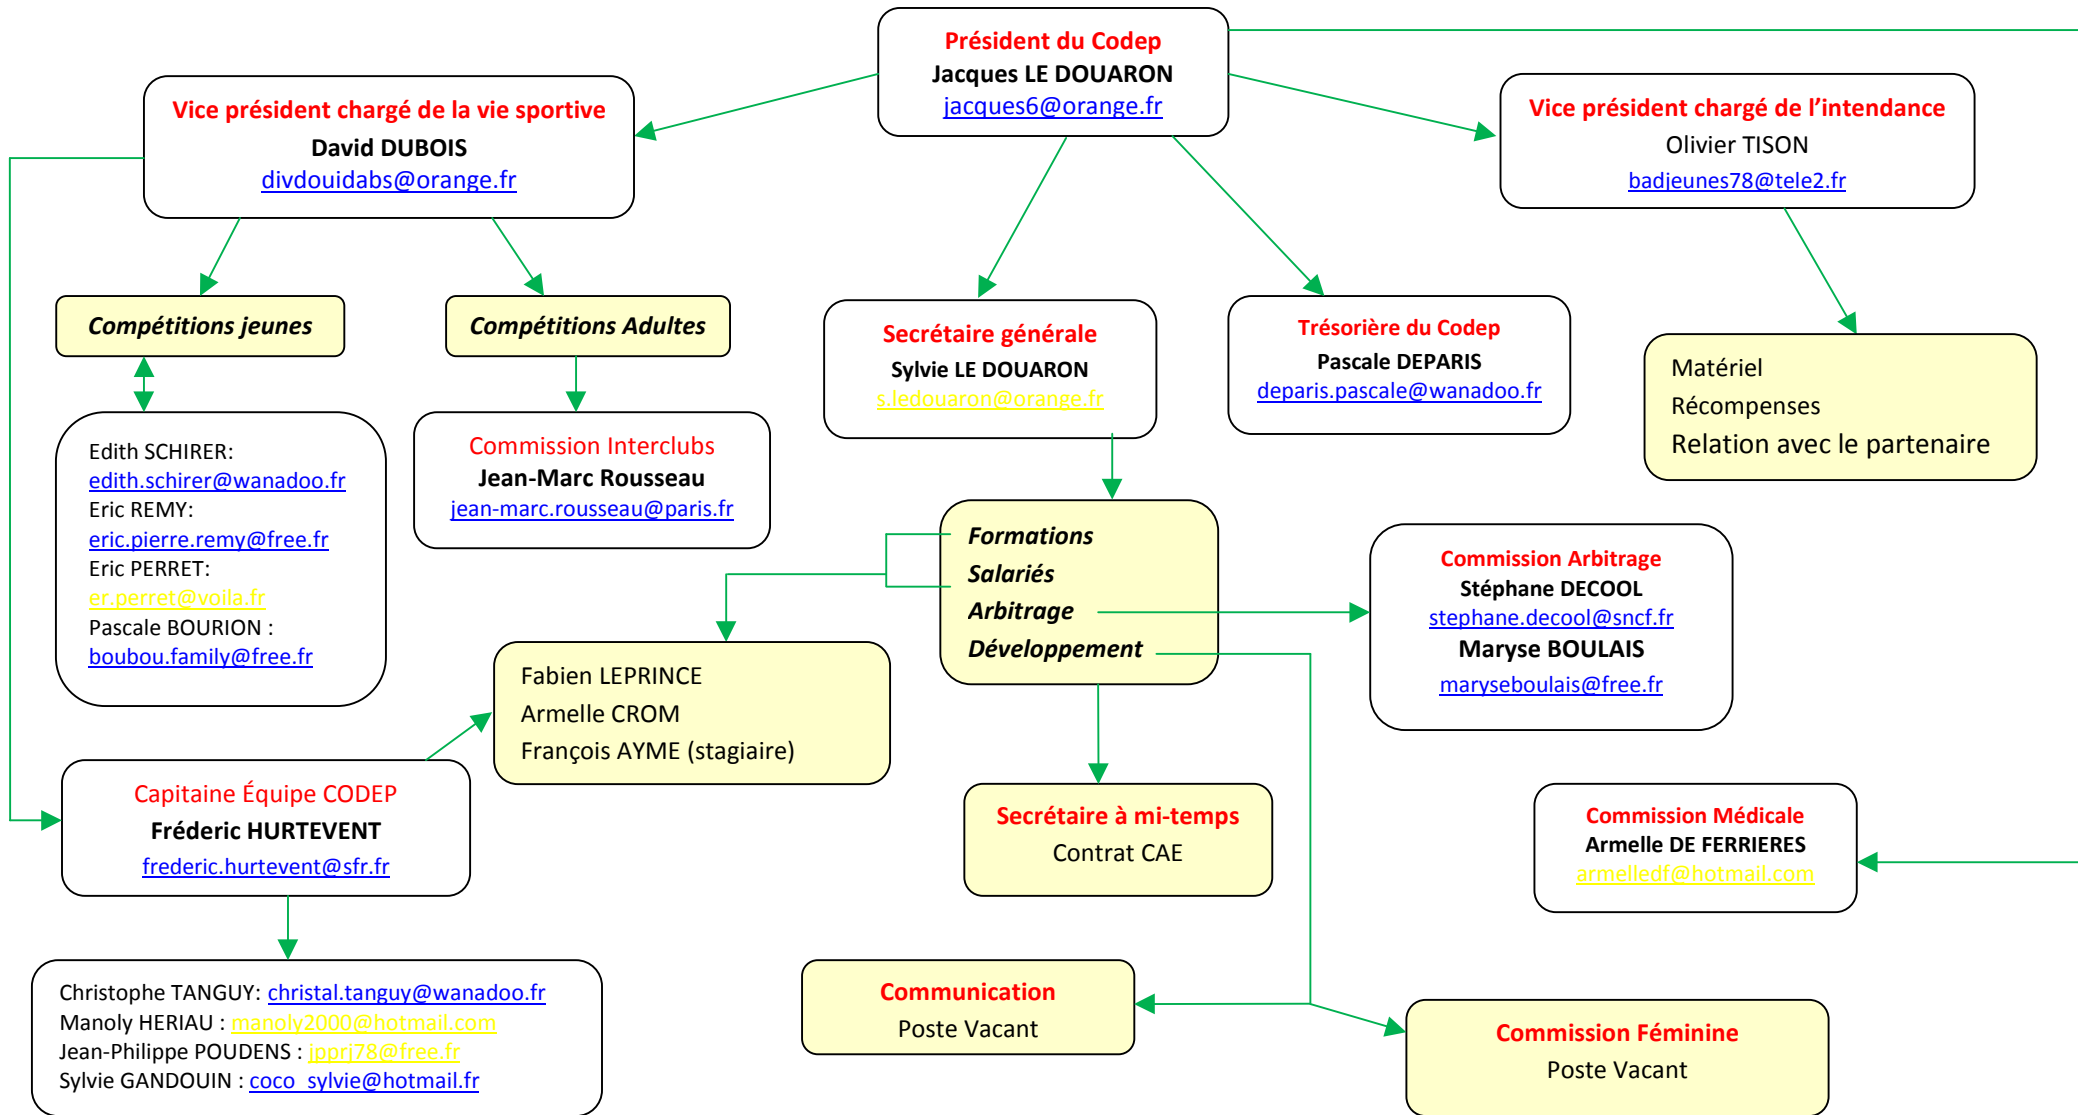 Président du Codep
Jacques LE DOUARON
jacques6@orange.fr
Vice président chargé de la vie sportive
David DUBOIS
divdouidabs@orange.fr
Vice président chargé de l'intendance
Olivier TISON
badjeunes78@tele2.fr
Compétitions jeunes
Compétitions Adultes
Secrétaire générale
Sylvie LE DOUARON
s.ledouaron@orange.fr
Trésorière du Codep
Pascale DEPARIS
deparis.pascale@wanadoo.fr
Matériel
Récompenses
Relation avec le partenaire
Edith SCHIRER:
edith.schirer@wanadoo.fr
Eric REMY:
eric.pierre.remy@free.fr
Eric PERRET:
er.perret@voila.fr
Pascale BOURION :
boubou.family@free.fr
Commission Interclubs
Jean-Marc Rousseau
jean-marc.rousseau@paris.fr
Formations
Salariés
Arbitrage
Développement
Commission Arbitrage
Stéphane DECOOL
stephane.decool@sncf.fr
Maryse BOULAIS
maryseboulais@free.fr
Fabien LEPRINCE
Armelle CROM
François AYME (stagiaire)
Capitaine Équipe CODEP
Fréderic HURTEVENT
frederic.hurtevent@sfr.fr
Secrétaire à mi-temps
Contrat CAE
Commission Médicale
Armelle DE FERRIERES
armelledf@hotmail.com
Christophe TANGUY: christal.tanguy@wanadoo.fr
Manoly HERIAU : manoly2000@hotmail.com
Jean-Philippe POUDENS : jpprj78@free.fr
Sylvie GANDOUIN : coco_sylvie@hotmail.fr
Communication
Poste Vacant
Commission Féminine
Poste Vacant